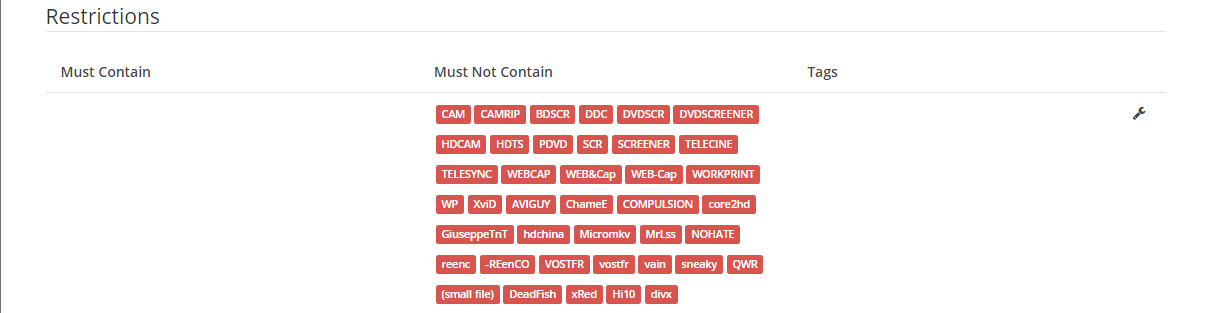 Restrictions
Must Contain Must Not Contain Tags
CAM CAMRIP BDSCR DDC DVDSCR DVDSCREENER
HDCAM HDTS PDVD SCR SCREENER TELECINE
TELESYNC WEBCAP WEB&Cap WEB-Cap WORKPRINT
WP XviD AVIGUY ChameE COMPULSION core2hd
GiuseppeTnT hdchina Micromkv MrLss NOHATE
reenc -REenCO VOSTFR vostfr vain sneaky QWR
(small file) DeadFish xRed Hi10 divx